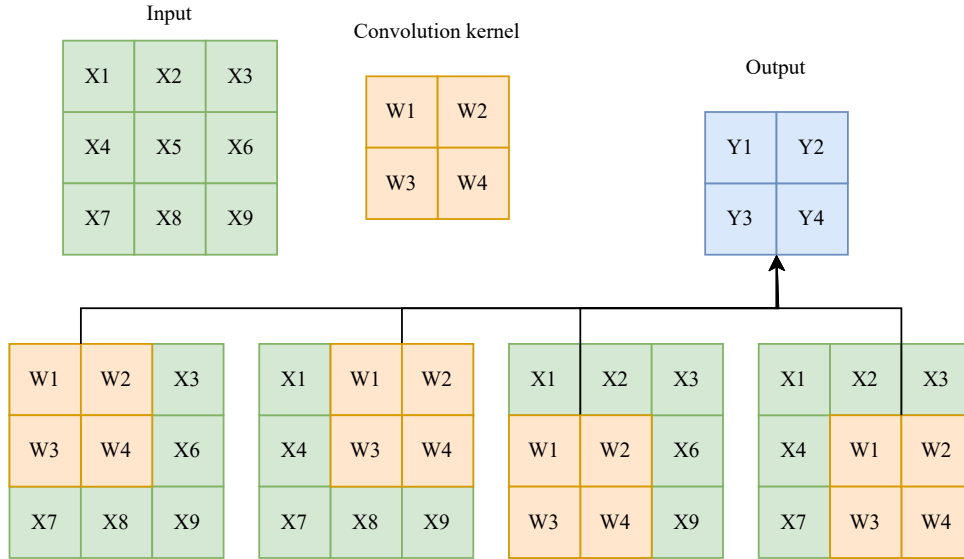 Input
Convolution kernel
Output
X1 X2 X3
X4 X5 X6
X7 X8 X9
W1 W2
W3 W4
Y1 Y2
Y3 Y4
W1 W2 X3
W3 W4 X6
X7 X8 X9
X1 W1 W2
X4 W3 W4
X7 X8 X9
X1 X2 X3
W1 W2 X6
W3 W4 X9
X1 X2 X3
X4 W1 W2
X7 W3 W4